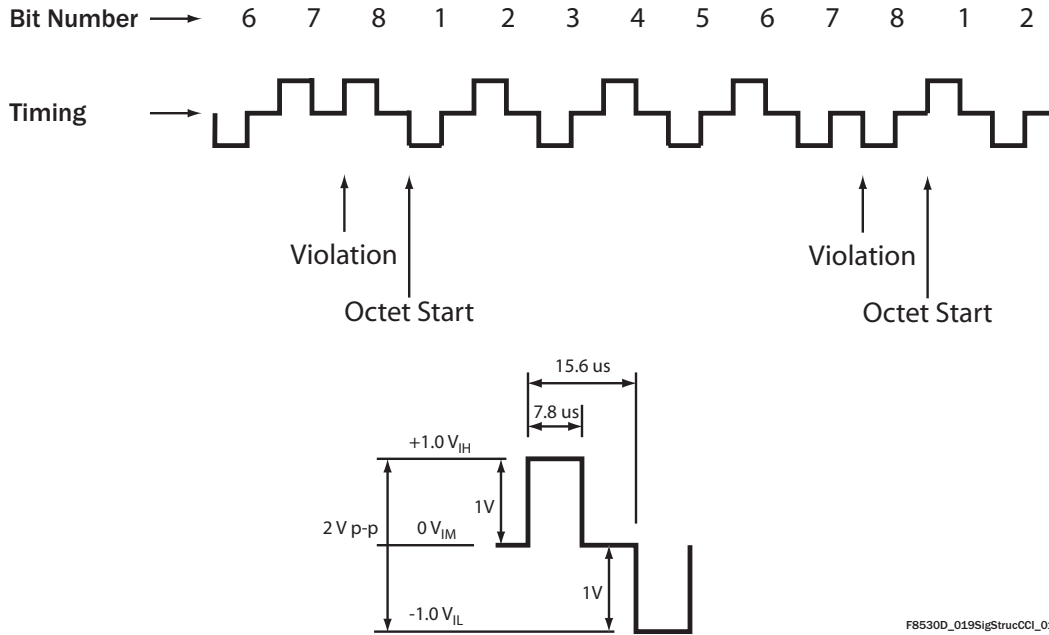 Bit Number 6 7 8 1 2 3 4 5 6 7 8 1 2
Timing
Violation Violation
Octet Start Octet Start
15.6 us
7.8 us
+1.0 VIH
1V
2 V p-p 0 VIM
1V
-1.0 VIL